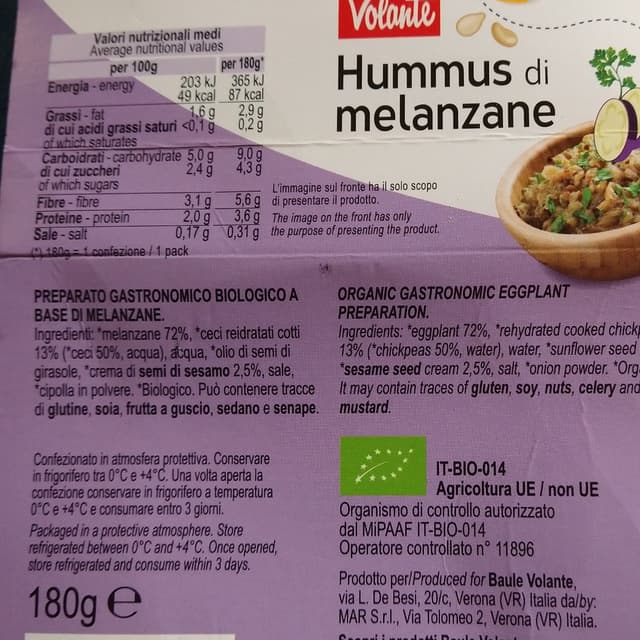 Volante
Hummus di
melanzane
Valori nutrizionali medi
Average nutritional values
per 100g per 180g*
Energia - energy 203 kJ 365 kJ
49 kcal 87 kcal
Grassi - fat 1,6 g 2,9 g
di cui acidi grassi saturi <0,1 g 0,2 g
of which saturates
Carboidrati - carbohydrate 5,0 g 9,0 g
di cui zuccheri 2,4 g 4,3 g
of which sugars
Fibre - fibre 3,1 g 5,6 g
Proteine - protein 2,0 g 3,6 g
Sale - salt 0,17 g 0,31 g
(*) 180g = 1 confezione / 1 pack
L'immagine sul fronte ha il solo scopo
di presentare il prodotto.
The image on the front has only
the purpose of presenting the product.
PREPARATO GASTRONOMICO BIOLOGICO A
BASE DI MELANZANE.
Ingredienti: *melanzane 72%, *ceci reidratati cotti
13% (*ceci 50%, acqua), acqua, *olio di semi di
girasole, *crema di semi di sesamo 2,5%, sale,
*cipolla in polvere. *Biologico. Può contenere tracce
di glutine, soia, frutta a guscio, sedano e senape.
ORGANIC GASTRONOMIC EGGPLANT
PREPARATION.
Ingredients: *eggplant 72%, *rehydrated cooked chickp
13% (*chickpeas 50%, water), water, *sunflower seed
*sesame seed cream 2,5%, salt, *onion powder. *Org
It may contain traces of gluten, soy, nuts, celery and
mustard.
Confezionato in atmosfera protettiva. Conservare
in frigorifero tra 0°C e +4°C. Una volta aperta la
confezione conservare in frigorifero a temperatura
0°C e +4°C e consumare entro 3 giorni.
Packaged in a protective atmosphere. Store
refrigerated between 0°C and +4°C. Once opened,
store refrigerated and consume within 3 days.
180g e
IT-BIO-014
Agricoltura UE / non UE
Organismo di controllo autorizzato
dal MiPAAF IT-BIO-014
Operatore controllato n° 11896
Prodotto per/Produced for Baule Volante,
via L. De Besi, 20/c, Verona (VR) Italia da/by:
MAR S.r.l., Via Tolomeo 2, Verona (VR) Italia.
Scopri i prodotti Baule Volant